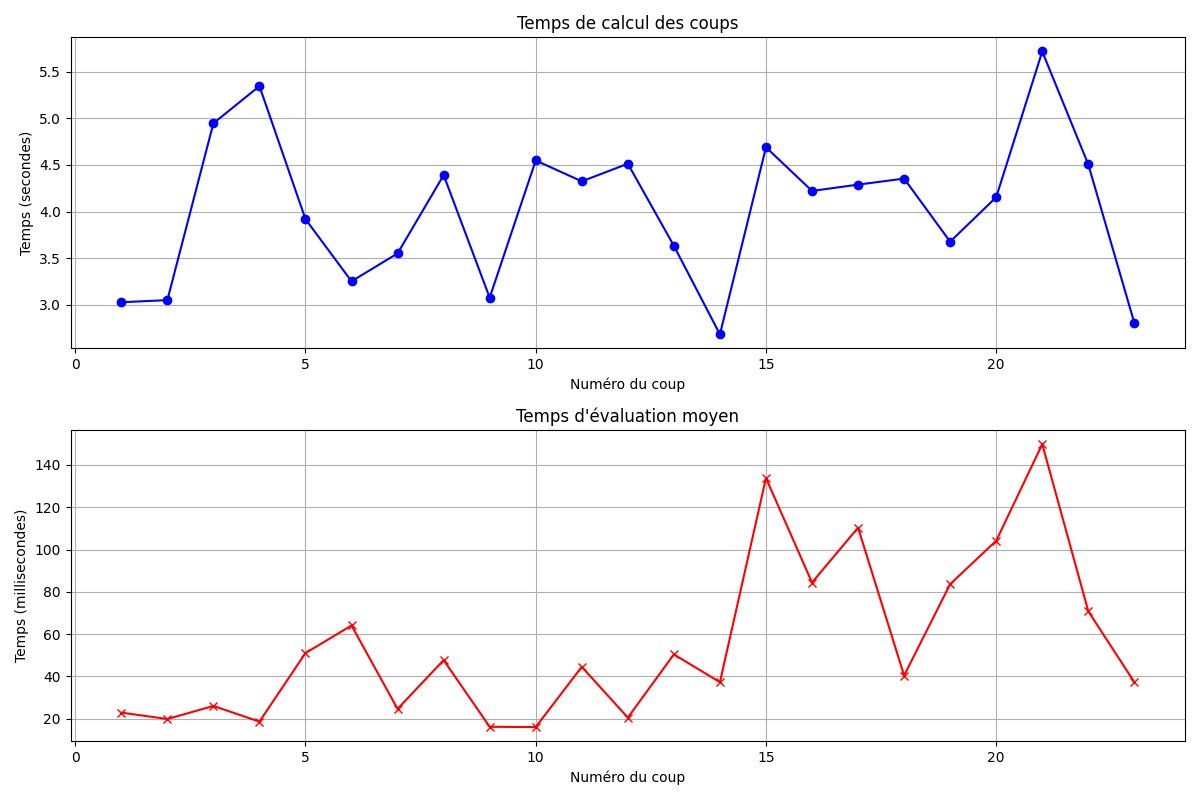 Temps de calcul des coups
Temps (secondes)
5.5
5.0
4.5
4.0
3.5
3.0
0 5 10 15 20
Numéro du coup
Temps d'évaluation moyen
Temps (millisecondes)
140
120
100
80
60
40
20
0 5 10 15 20
Numéro du coup